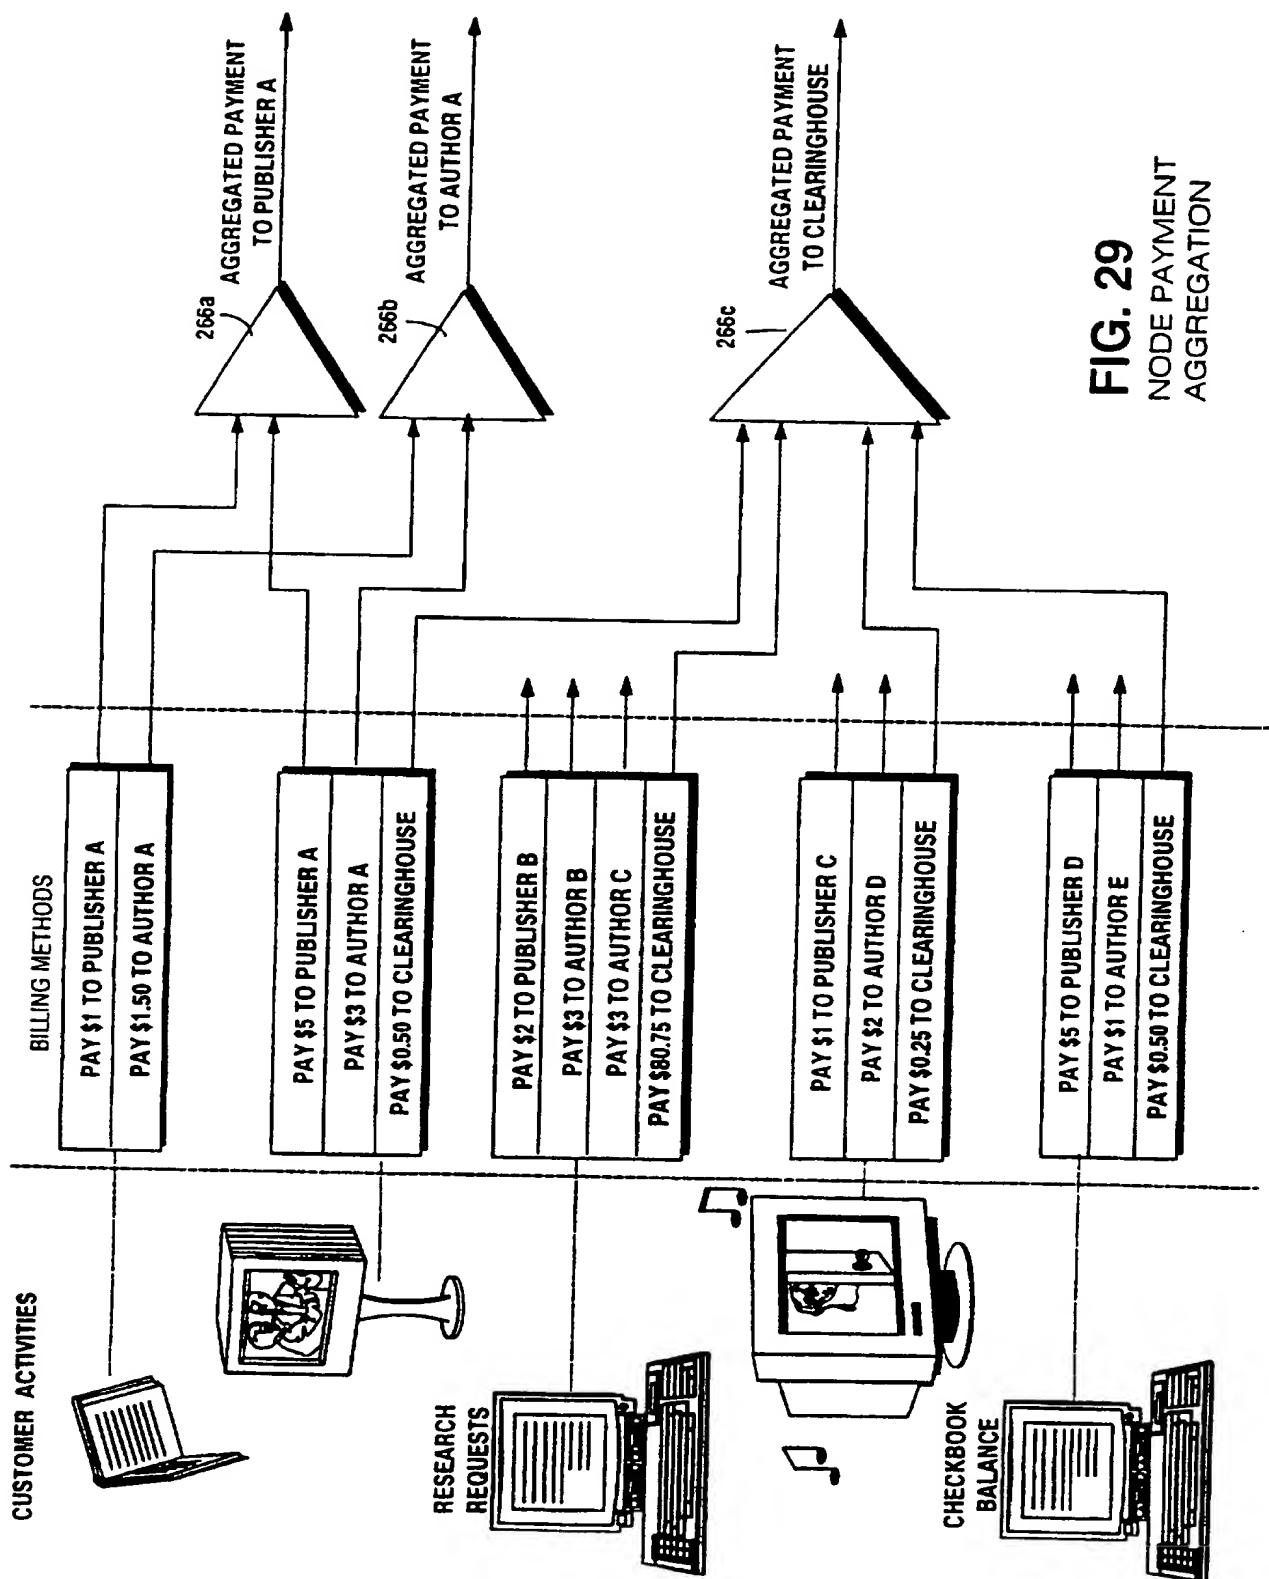 CUSTOMER ACTIVITIES
RESEARCH
REQUESTS
CHECKBOOK
BALANCE
BILLING METHODS
PAY $1 TO PUBLISHER A
PAY $1.50 TO AUTHOR A
PAY $5 TO PUBLISHER A
PAY $3 TO AUTHOR A
PAY $0.50 TO CLEARINGHOUSE
PAY $2 TO PUBLISHER B
PAY $3 TO AUTHOR B
PAY $3 TO AUTHOR C
PAY $80.75 TO CLEARINGHOUSE
PAY $1 TO PUBLISHER C
PAY $2 TO AUTHOR D
PAY $0.25 TO CLEARINGHOUSE
PAY $5 TO PUBLISHER D
PAY $1 TO AUTHOR E
PAY $0.50 TO CLEARINGHOUSE
266a
AGGREGATED PAYMENT
TO PUBLISHER A
266b
AGGREGATED PAYMENT
TO AUTHOR A
266c
AGGREGATED PAYMENT
TO CLEARINGHOUSE
FIG. 29
NODE PAYMENT
AGGREGATION